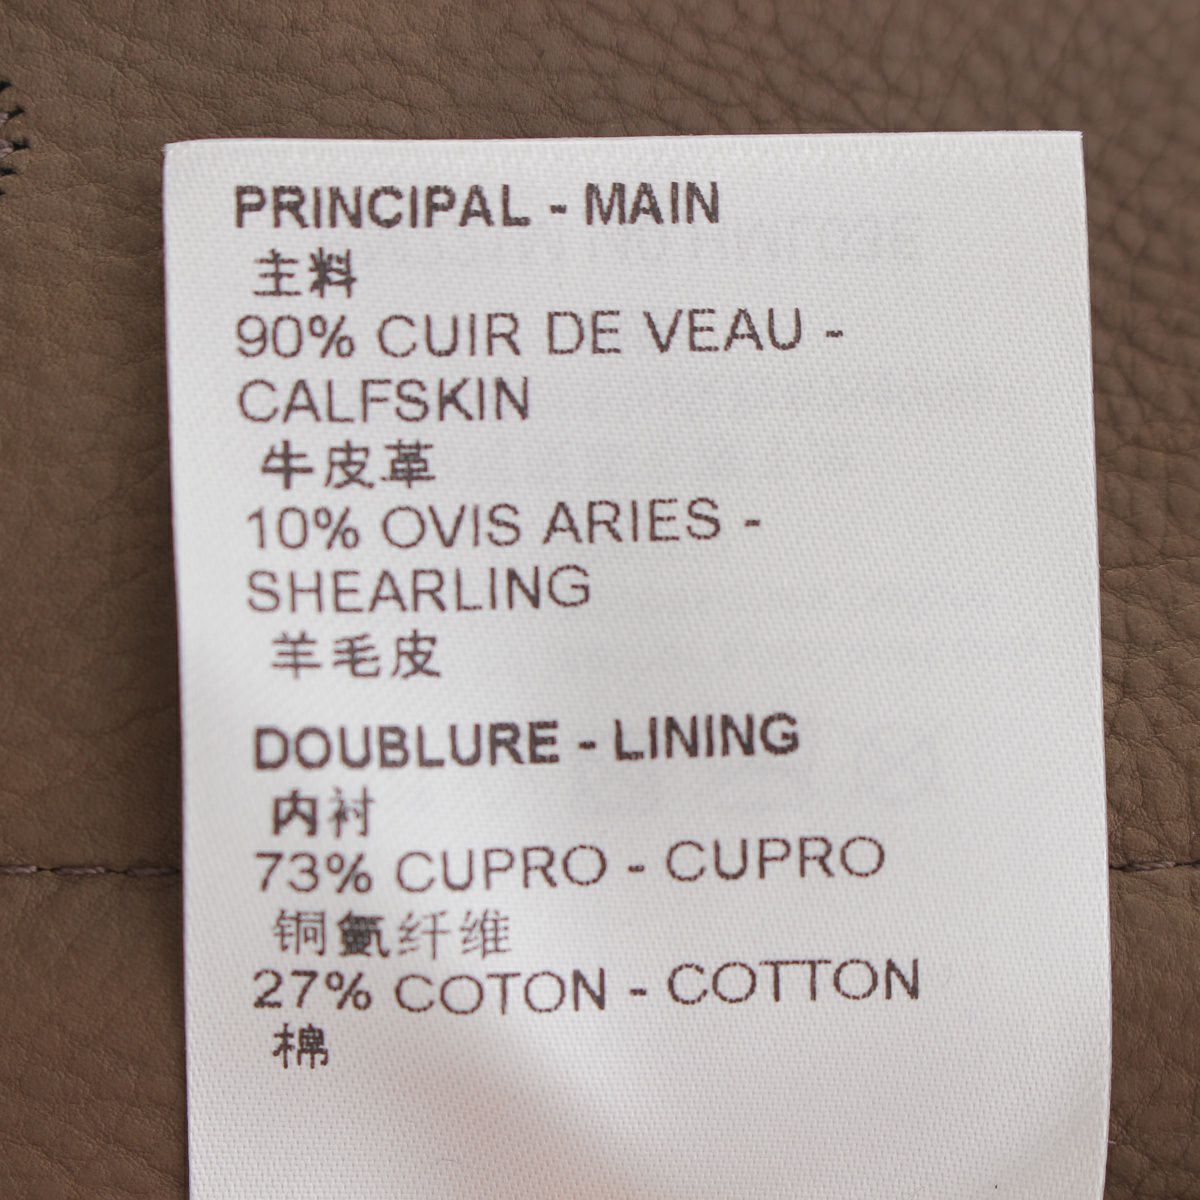 PRINCIPAL - MAIN
主料
90% CUIR DE VEAU -
CALFSKIN
牛皮革
10% OVIS ARIES -
SHEARLING
羊毛皮
DOUBLURE - LINING
内衬
73% CUPRO - CUPRO
铜氨纤维
27% COTON - COTTON
棉